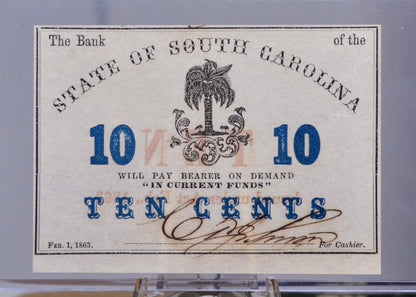 The Bank of the
STATE OF SOUTH CAROLINA
10 10
WILL PAY BEARER ON DEMAND
"IN CURRENT FUNDS"
TEN CENTS
FEB. 1, 1863. For Cashier.